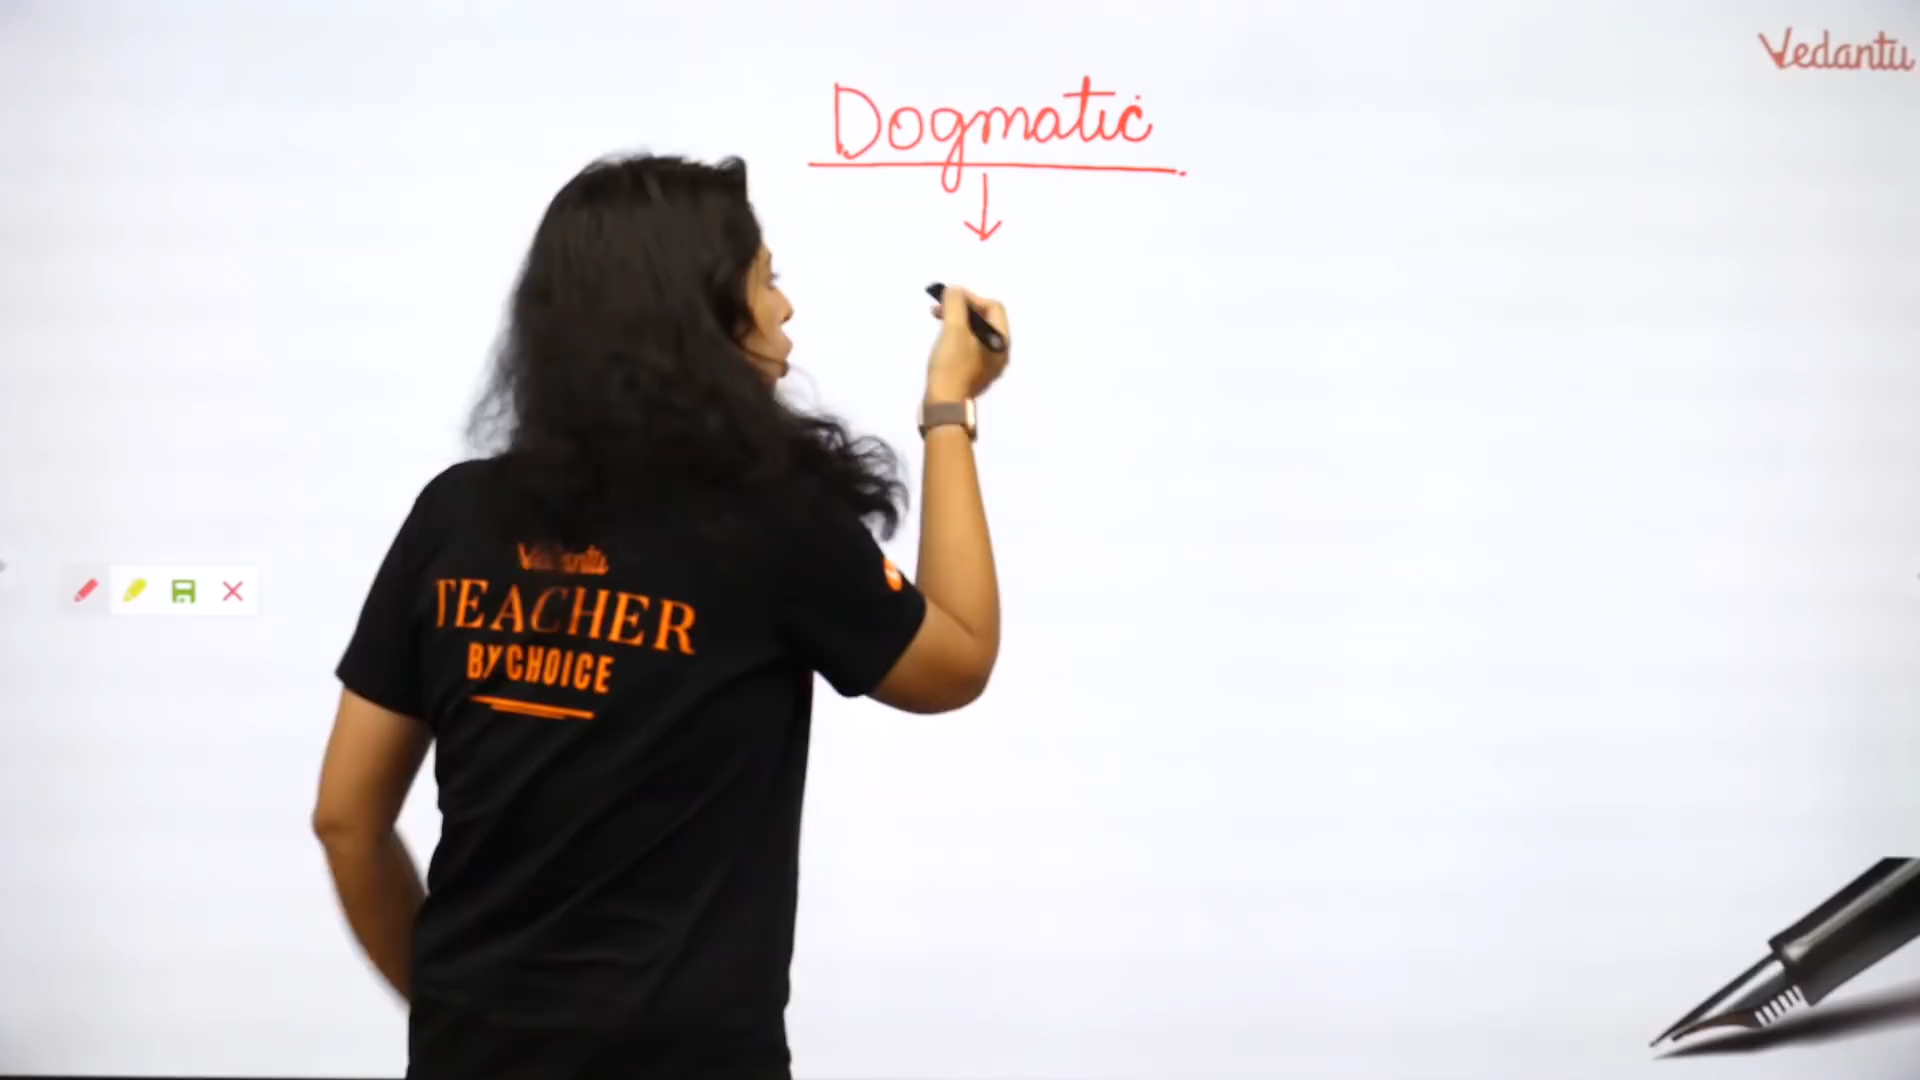 Vedantu
Dogmatic
Vedantu
TEACHER
BY CHOICE